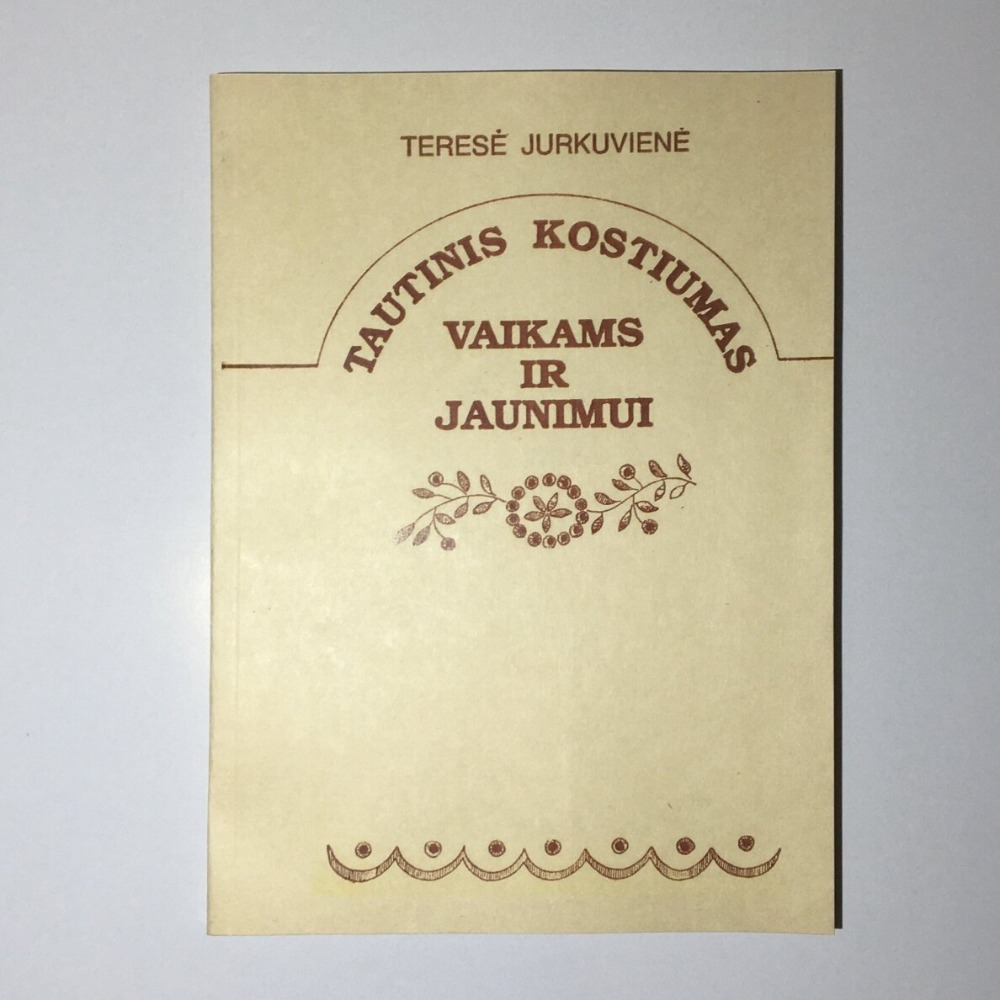 TERESĖ JURKUVIENĖ
TAUTINIS KOSTIUMAS
VAIKAMS
IR
JAUNIMUI